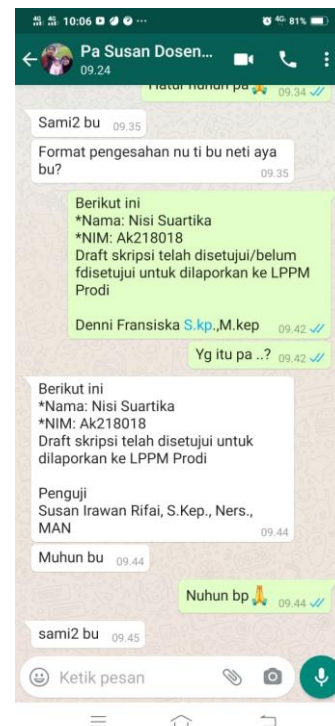 10:06
4G 81%
Pa Susan Dosen...
09.24
Hatur nuhun pa🙏 09.34
Sami2 bu 09.35
Format pengesahan nu ti bu neti aya
bu? 09.35
Berikut ini
*Nama: Nisi Suartika
*NIM: Ak218018
Draft skripsi telah disetujui/belum
fdisetujui untuk dilaporkan ke LPPM
Prodi
Denni Fransiska S.kp.,M.kep 09.42
Yg itu pa ..? 09.42
Berikut ini
*Nama: Nisi Suartika
*NIM: Ak218018
Draft skripsi telah disetujui untuk
dilaporkan ke LPPM Prodi
Penguji
Susan Irawan Rifai, S.Kep., Ners.,
MAN 09.44
Muhun bu 09.44
Nuhun bp🙏 09.44
sami2 bu 09.45
Ketik pesan